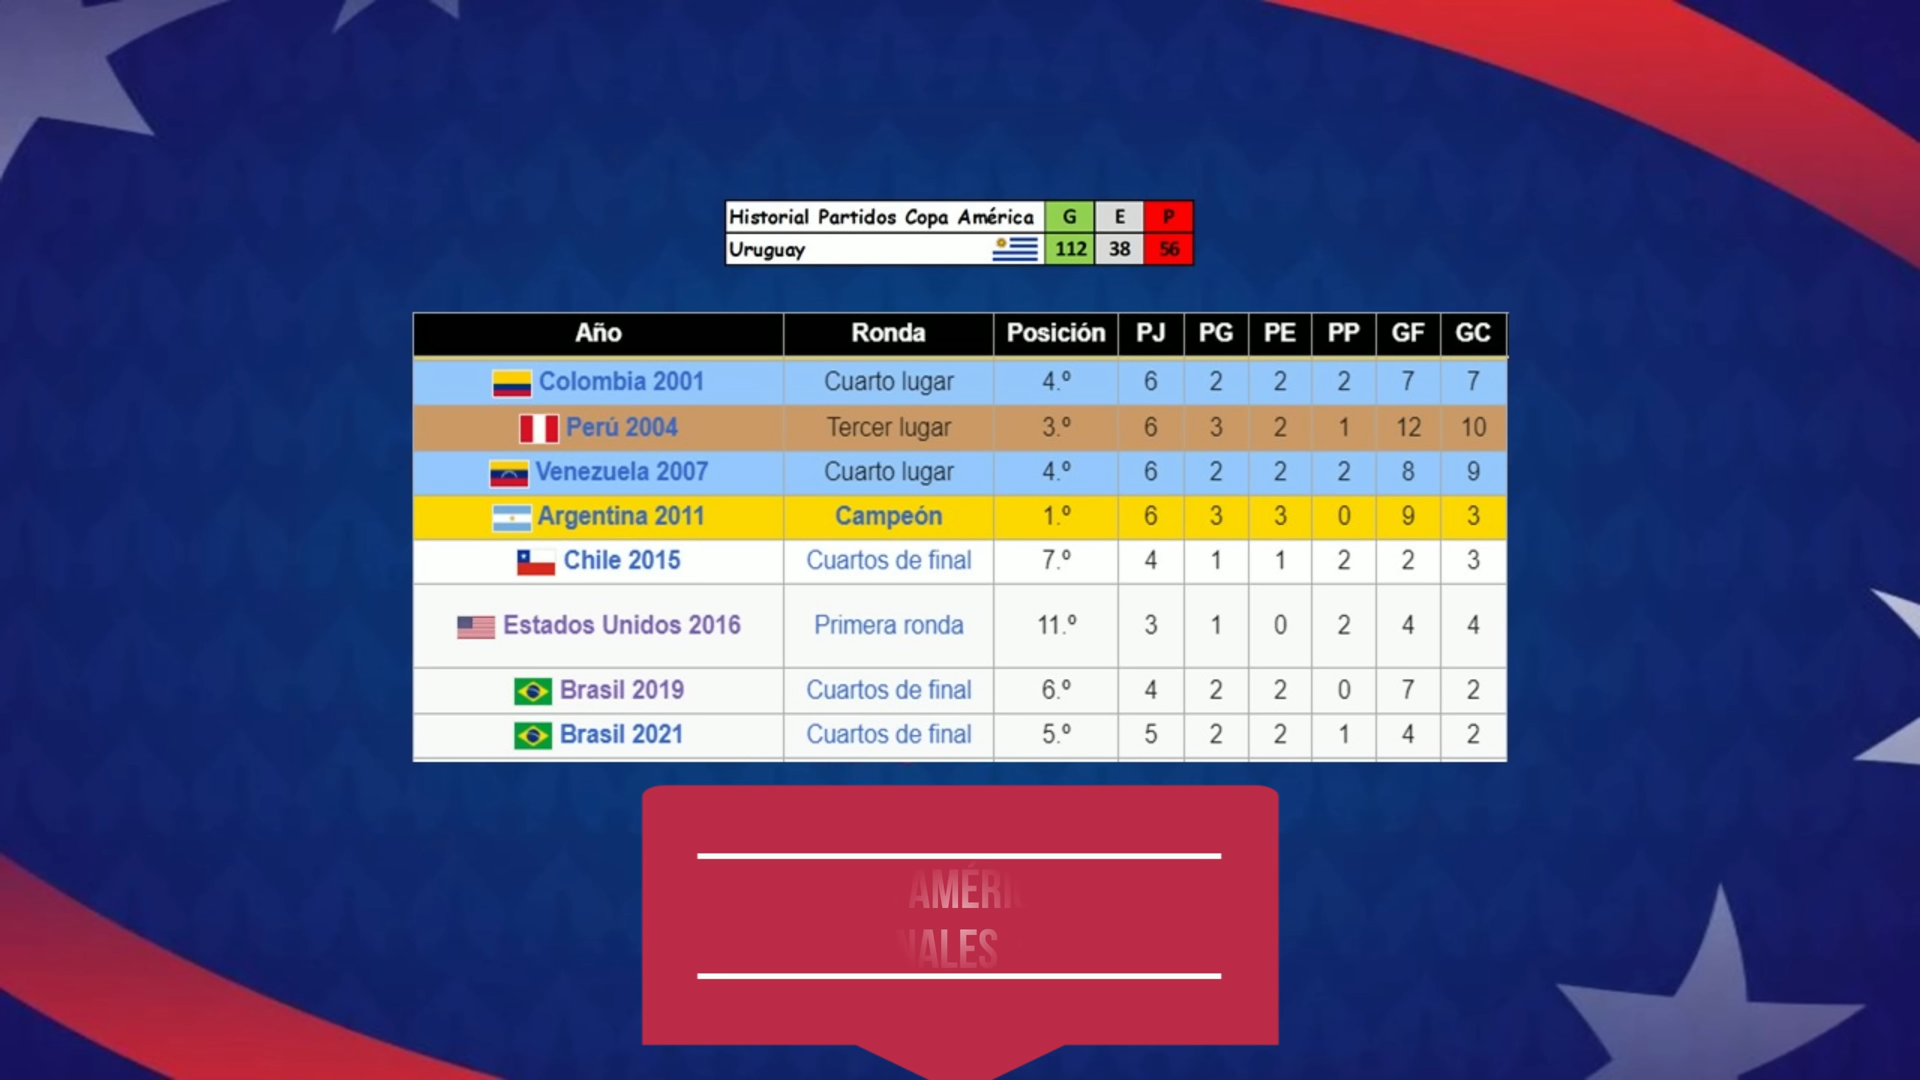 Historial Partidos Copa América G E P
Uruguay 112 38 56
Año Ronda Posición PJ PG PE PP GF GC
Colombia 2001 Cuarto lugar 4.º 6 2 2 2 7 7
Perú 2004 Tercer lugar 3.º 6 3 2 1 12 10
Venezuela 2007 Cuarto lugar 4.º 6 2 2 2 8 9
Argentina 2011 Campeón 1.º 6 3 3 0 9 3
Chile 2015 Cuartos de final 7.º 4 1 1 2 2 3
Estados Unidos 2016 Primera ronda 11.º 3 1 0 2 4 4
Brasil 2019 Cuartos de final 6.º 4 2 2 0 7 2
Brasil 2021 Cuartos de final 5.º 5 2 2 1 4 2